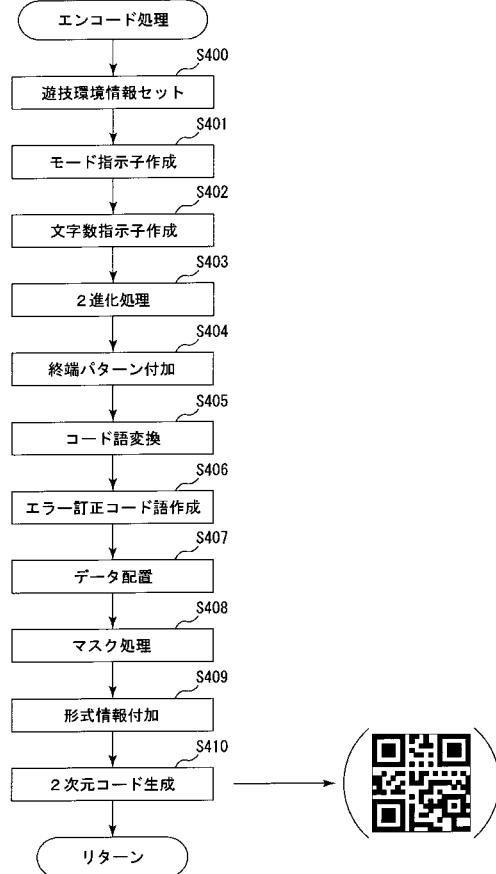 エンコード処理
S400
遊技環境情報セット
S401
モード指示子作成
S402
文字数指示子作成
S403
2進化処理
S404
終端パターン付加
S405
コード語変換
S406
エラー訂正コード語作成
S407
データ配置
S408
マスク処理
S409
形式情報付加
S410
2次元コード生成
リターン